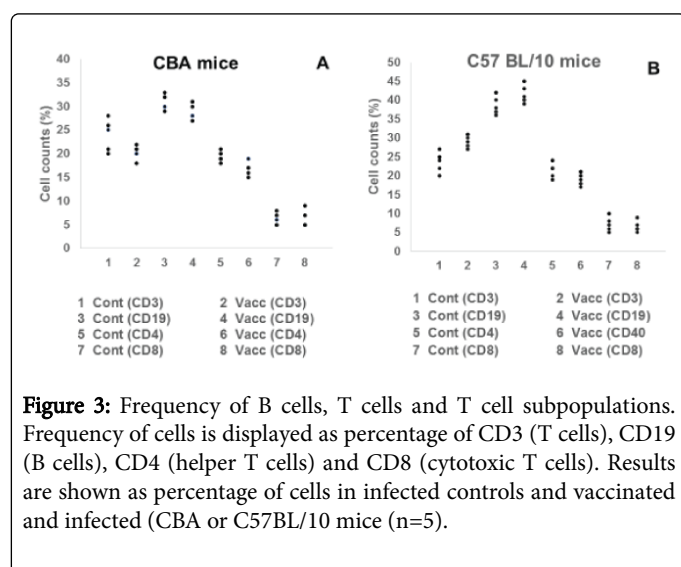 CBA mice
A
40
35
30
25
20
15
10
5
0
Cell counts (%)
1 2 3 4 5 6 7 8
1 Cont (CD3) 2 Vacc (CD3)
3 Cont (CD19) 4 Vacc (CD19)
5 Cont (CD4) 6 Vacc (CD4)
7 Cont (CD8) 8 Vacc (CD8)
C57 BL/10 mice
B
50
45
40
35
30
25
20
15
10
5
0
Cell counts (%)
1 2 3 4 5 6 7 8
1 Cont (CD3) 2 Vacc (CD3)
3 Cont (CD19) 4 Vacc (CD19)
5 Cont (CD4) 6 Vacc (CD40
7 Cont (CD8) 8 Vacc (CD8)
Figure 3: Frequency of B cells, T cells and T cell subpopulations.
Frequency of cells is displayed as percentage of CD3 (T cells), CD19
(B cells), CD4 (helper T cells) and CD8 (cytotoxic T cells). Results
are shown as percentage of cells in infected controls and vaccinated
and infected (CBA or C57BL/10 mice (n=5).